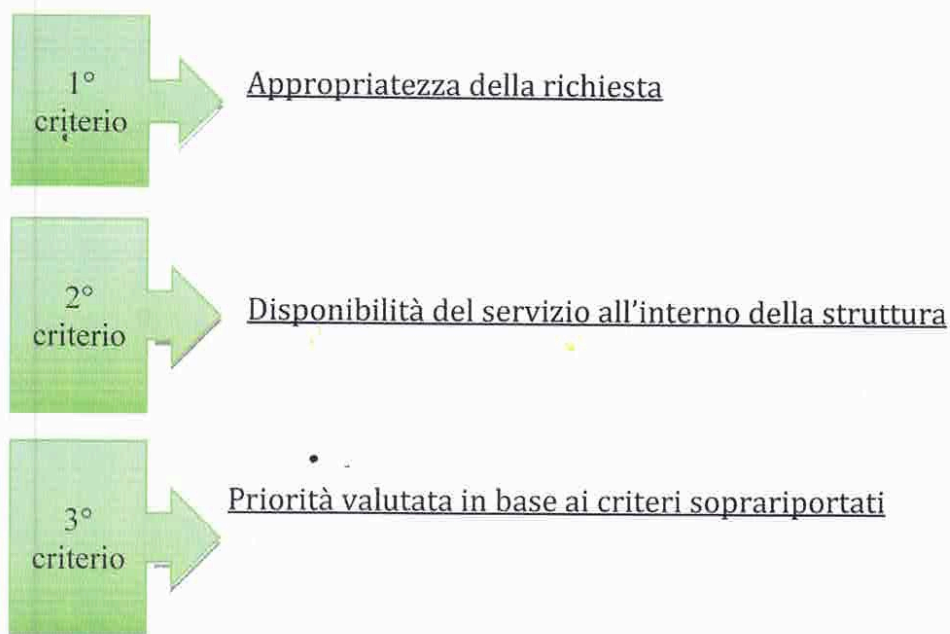 1°
criterio
Appropriatezza della richiesta
2°
criterio
Disponibilità del servizio all'interno della struttura
3°
criterio
Priorità valutata in base ai criteri soprariportati